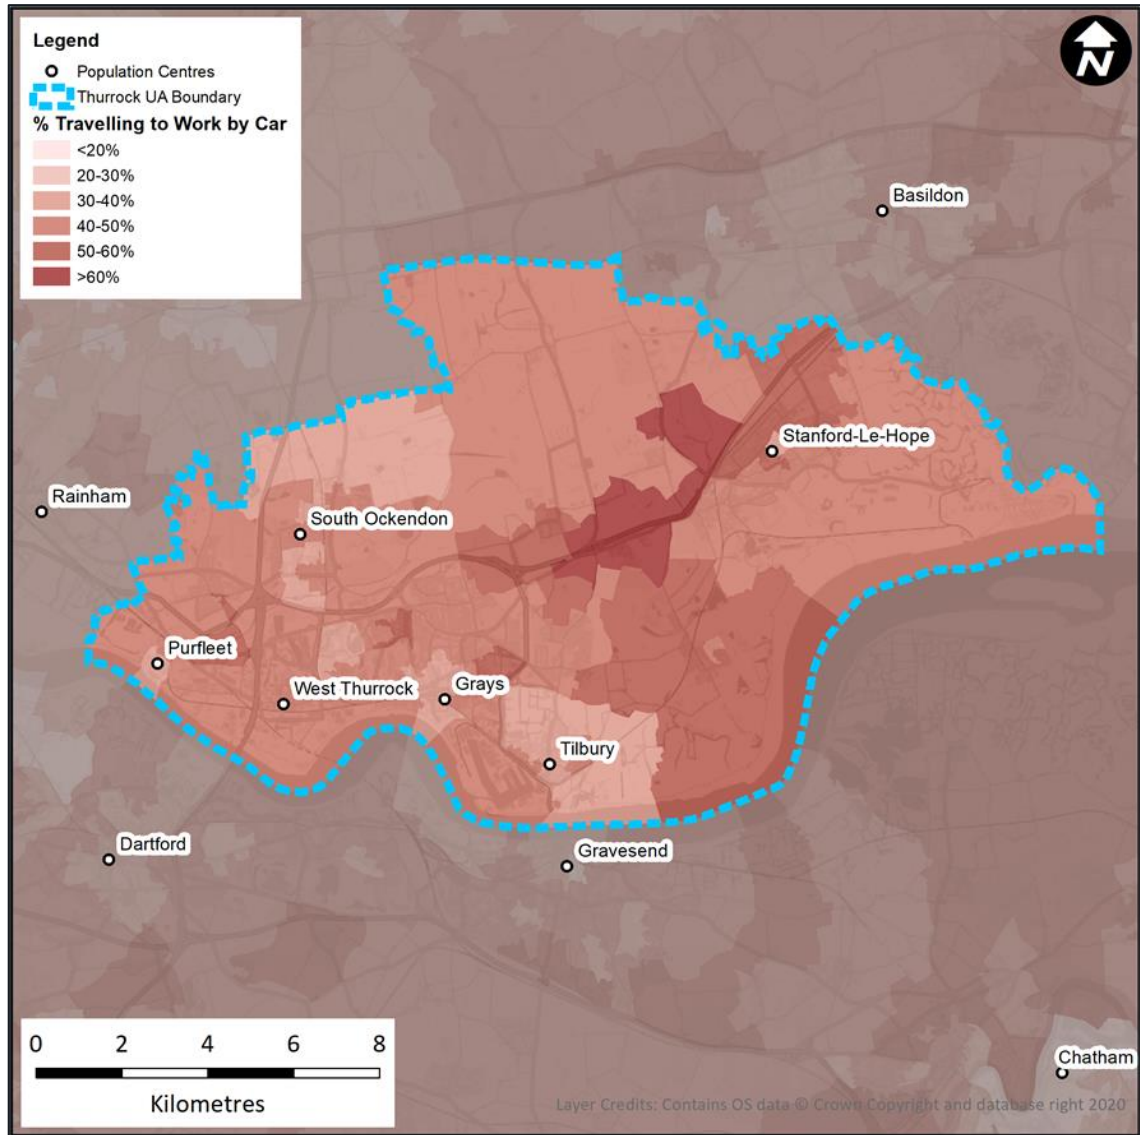 Legend
Population Centres
Thurrock UA Boundary
% Travelling to Work by Car
<20%
20-30%
30-40%
40-50%
50-60%
>60%
N
Basildon
Stanford-Le-Hope
Rainham
South Ockendon
Purfleet
West Thurrock
Grays
Tilbury
Dartford
Gravesend
Chatham
0 2 4 6 8
Kilometres
Layer Credits: Contains OS data © Crown Copyright and database right 2020